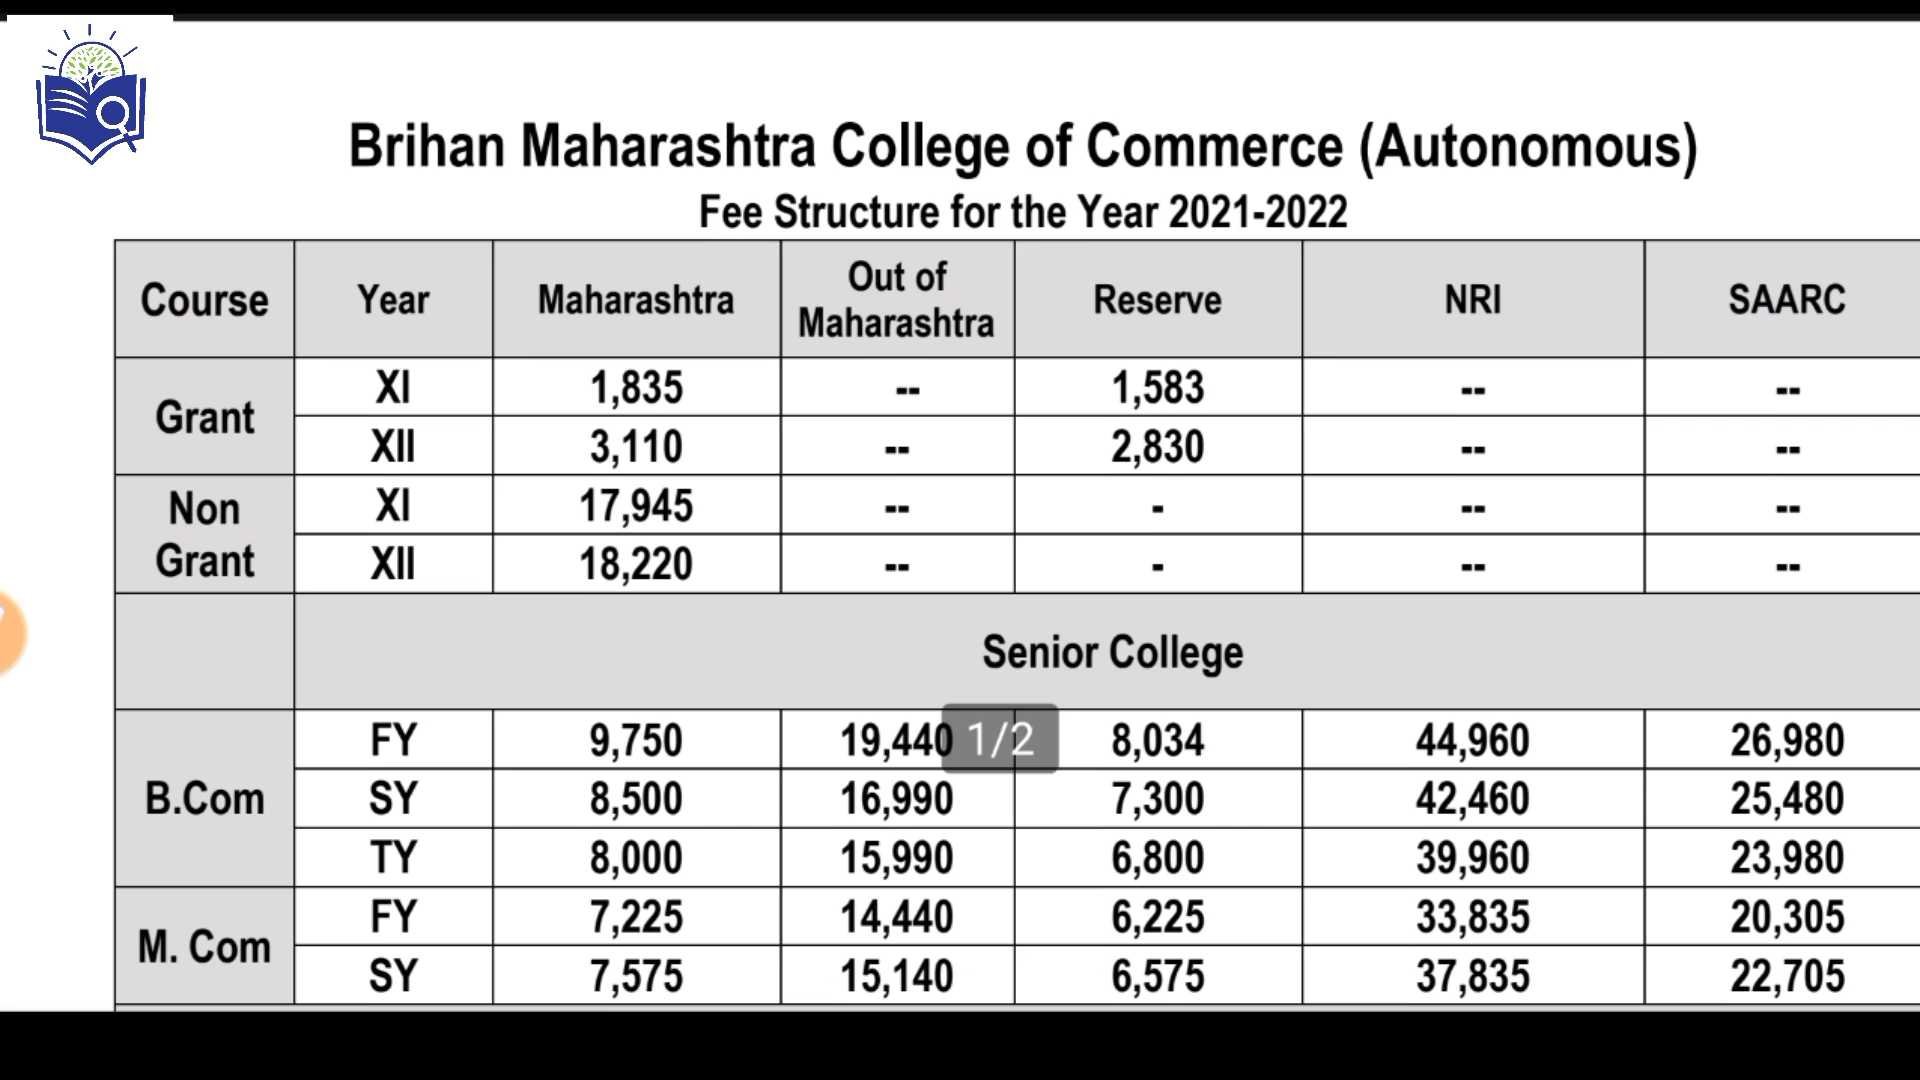 Brihan Maharashtra College of Commerce (Autonomous)
Fee Structure for the Year 2021-2022
Course Year Maharashtra Out of Maharashtra Reserve NRI SAARC
Grant XI 1,835 -- 1,583 -- --
XII 3,110 -- 2,830 -- --
Non Grant XI 17,945 -- - -- --
XII 18,220 -- - -- --
Senior College
B.Com FY 9,750 19,440 8,034 44,960 26,980
1/2
SY 8,500 16,990 7,300 42,460 25,480
TY 8,000 15,990 6,800 39,960 23,980
M. Com FY 7,225 14,440 6,225 33,835 20,305
SY 7,575 15,140 6,575 37,835 22,705